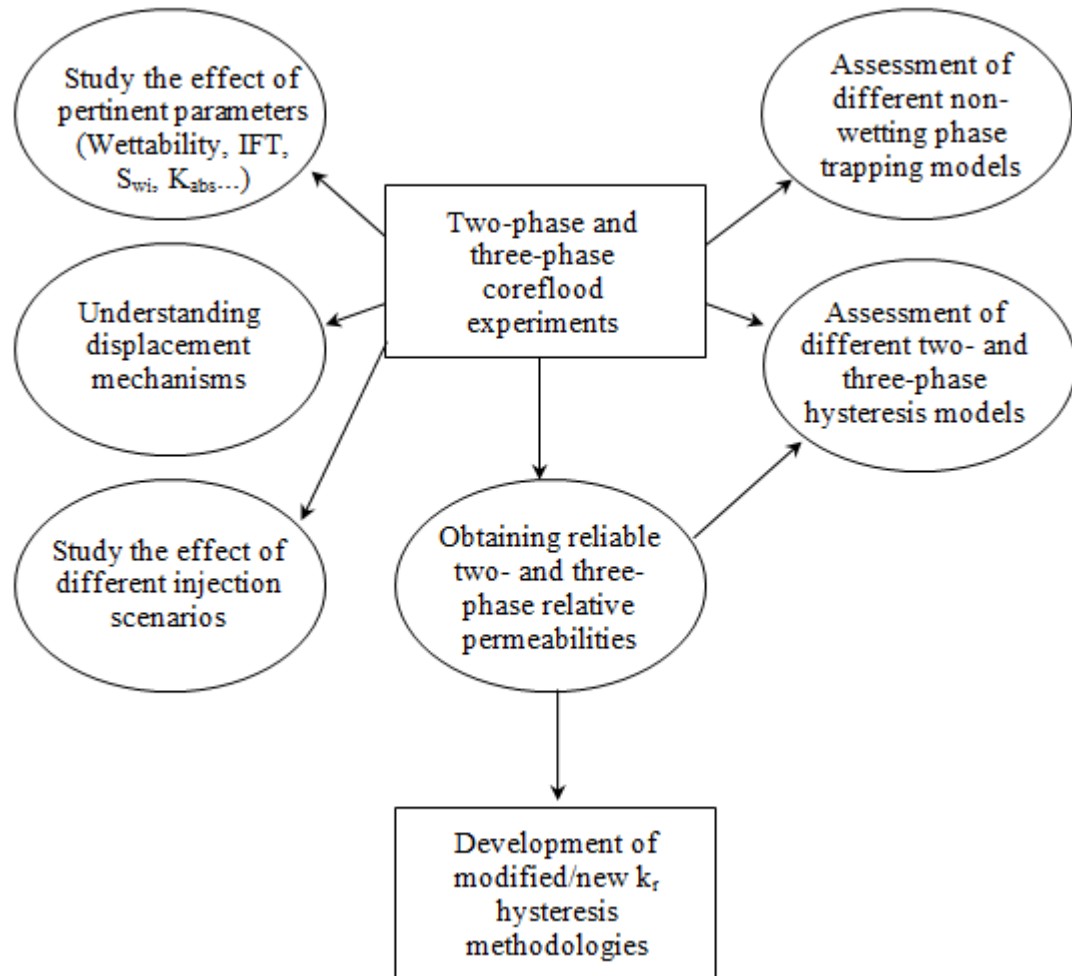 Study the effect of
pertinent parameters
(Wettability, IFT,
Swi, Kabs...)
Assessment of
different non-
wetting phase
trapping models
Two-phase and
three-phase
coreflood
experiments
Understanding
displacement
mechanisms
Assessment of
different two- and
three-phase
hysteresis models
Study the effect of
different injection
scenarios
Obtaining reliable
two- and three-
phase relative
permeabilities
Development of
modified/new kr
hysteresis
methodologies